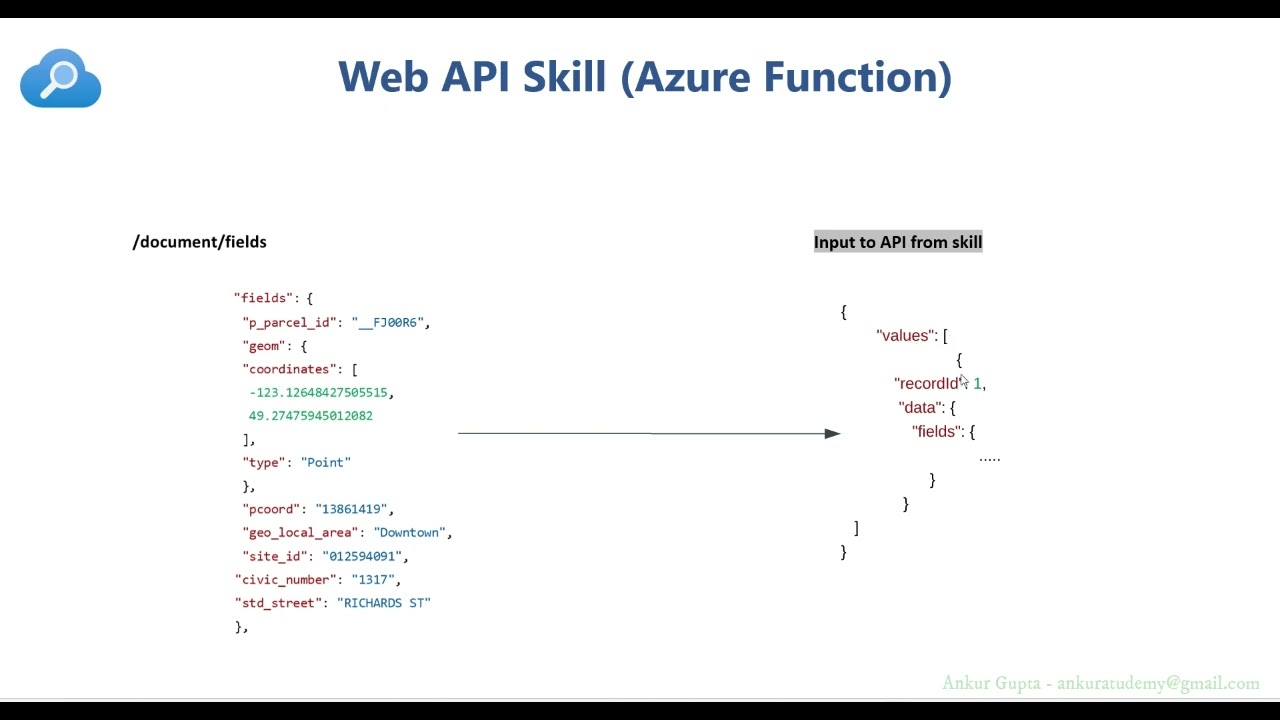 Web API Skill (Azure Function)
/document/fields
"fields": {
"p_parcel_id": "__FJ00R6",
"geom": {
"coordinates": [
-123.12648427505515,
49.27475945012082
],
"type": "Point"
},
"pcoord": "13861419",
"geo_local_area": "Downtown",
"site_id": "012594091",
"civic_number": "1317",
"std_street": "RICHARDS ST"
},
Input to API from skill
{
"values": [
{
"recordId": 1,
"data": {
"fields": {
.....
}
}
]
}
Ankur Gupta - ankuratudemy@gmail.com